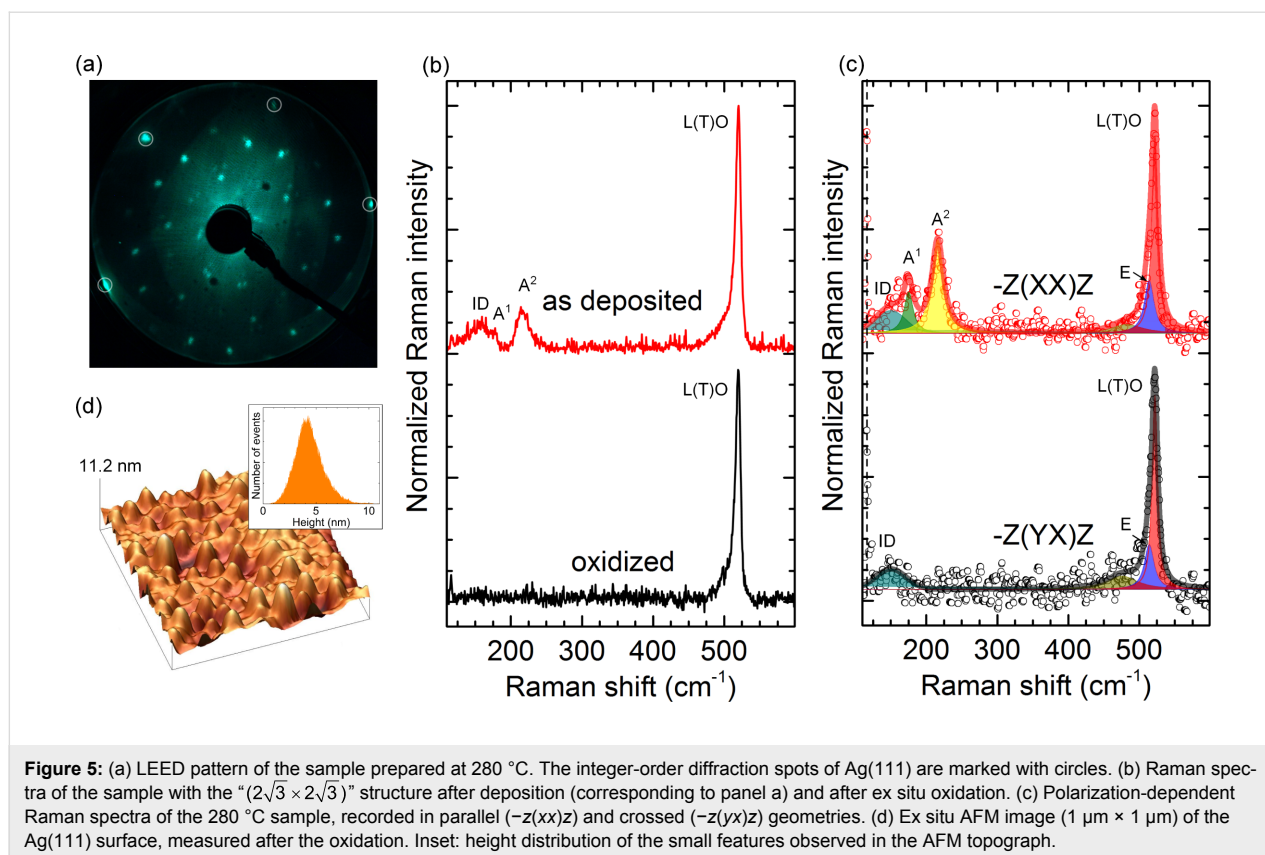 (a)
(b)
L(T)O
ID
A¹
A²
as deposited
L(T)O
oxidized
Normalized Raman intensity
200 300 400 500
Raman shift (cm⁻¹)
(c)
L(T)O
A²
A¹
ID
E
-Z(XX)Z
ID
E
-Z(YX)Z
Normalized Raman intensity
200 300 400 500
Raman shift (cm⁻¹)
(d)
11.2 nm
Number of events
0 5 10
Height (nm)
Figure 5: (a) LEED pattern of the sample prepared at 280 °C. The integer-order diffraction spots of Ag(111) are marked with circles. (b) Raman spec-
tra of the sample with the “(2√3 × 2√3)” structure after deposition (corresponding to panel a) and after ex situ oxidation. (c) Polarization-dependent
Raman spectra of the 280 °C sample, recorded in parallel (−z(xx)z) and crossed (−z(yx)z) geometries. (d) Ex situ AFM image (1 µm × 1 µm) of the
Ag(111) surface, measured after the oxidation. Inset: height distribution of the small features observed in the AFM topograph.